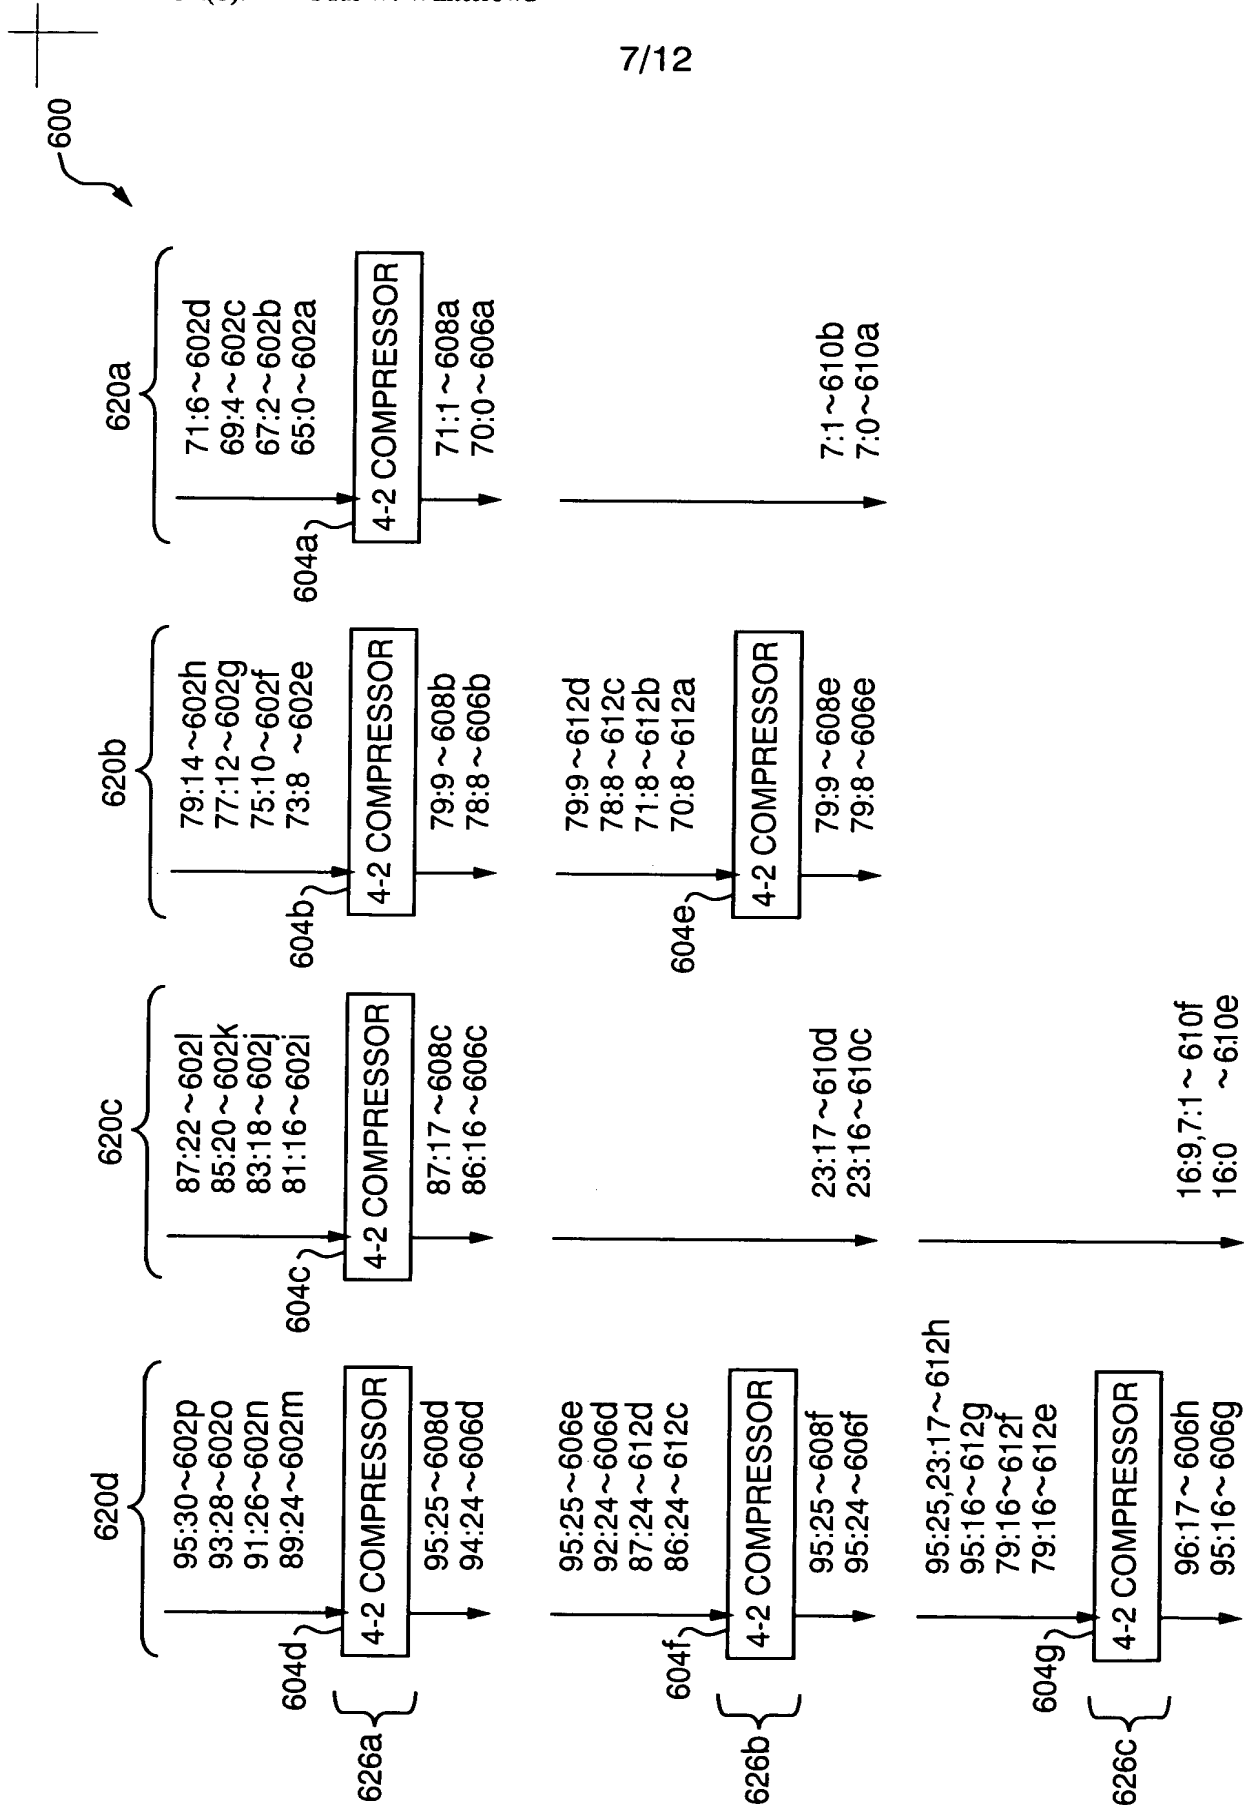 7/12
600
620d
620c
620b
620a
95:30~602p
93:28~602o
91:26~602n
89:24~602m
87:22~602l
85:20~602k
83:18~602j
81:16~602i
79:14~602h
77:12~602g
75:10~602f
73:8 ~602e
71:6~602d
69:4~602c
67:2~602b
65:0~602a
626a
604d
4-2 COMPRESSOR
604c
4-2 COMPRESSOR
604b
4-2 COMPRESSOR
604a
4-2 COMPRESSOR
95:25~608d
94:24~606d
87:17~608c
86:16~606c
79:9~608b
78:8~606b
71:1~608a
70:0~606a
95:25~606e
92:24~606d
87:24~612d
86:24~612c
79:9~612d
78:8~612c
71:8~612b
70:8~612a
626b
604f
4-2 COMPRESSOR
604e
4-2 COMPRESSOR
95:25~608f
95:24~606f
23:17~610d
23:16~610c
79:9~608e
79:8~606e
7:1~610b
7:0~610a
95:25,23:17~612h
95:16~612g
79:16~612f
79:16~612e
626c
604g
4-2 COMPRESSOR
96:17~606h
95:16~606g
16:9,7:1~610f
16:0 ~610e